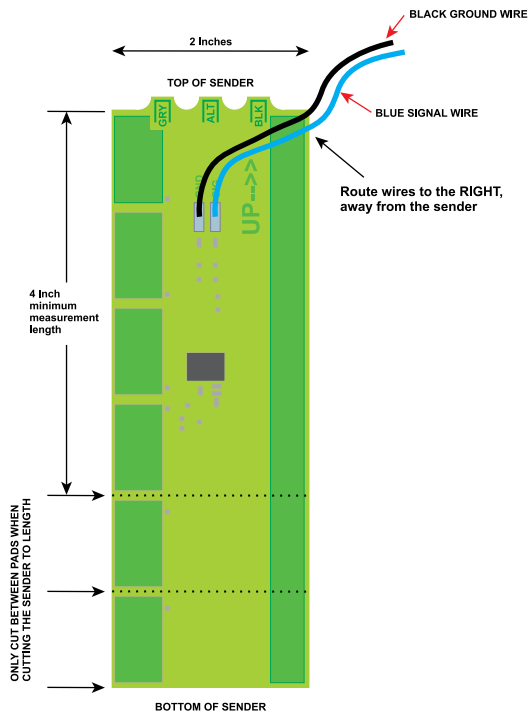 BLACK GROUND WIRE
2 Inches
TOP OF SENDER
BLUE SIGNAL WIRE
GRY
ALT
BLK
UP-->>
Route wires to the RIGHT,
away from the sender
4 Inch
minimum
measurement
length
ONLY CUT BETWEEN PADS WHEN
CUTTING THE SENDER TO LENGTH
BOTTOM OF SENDER